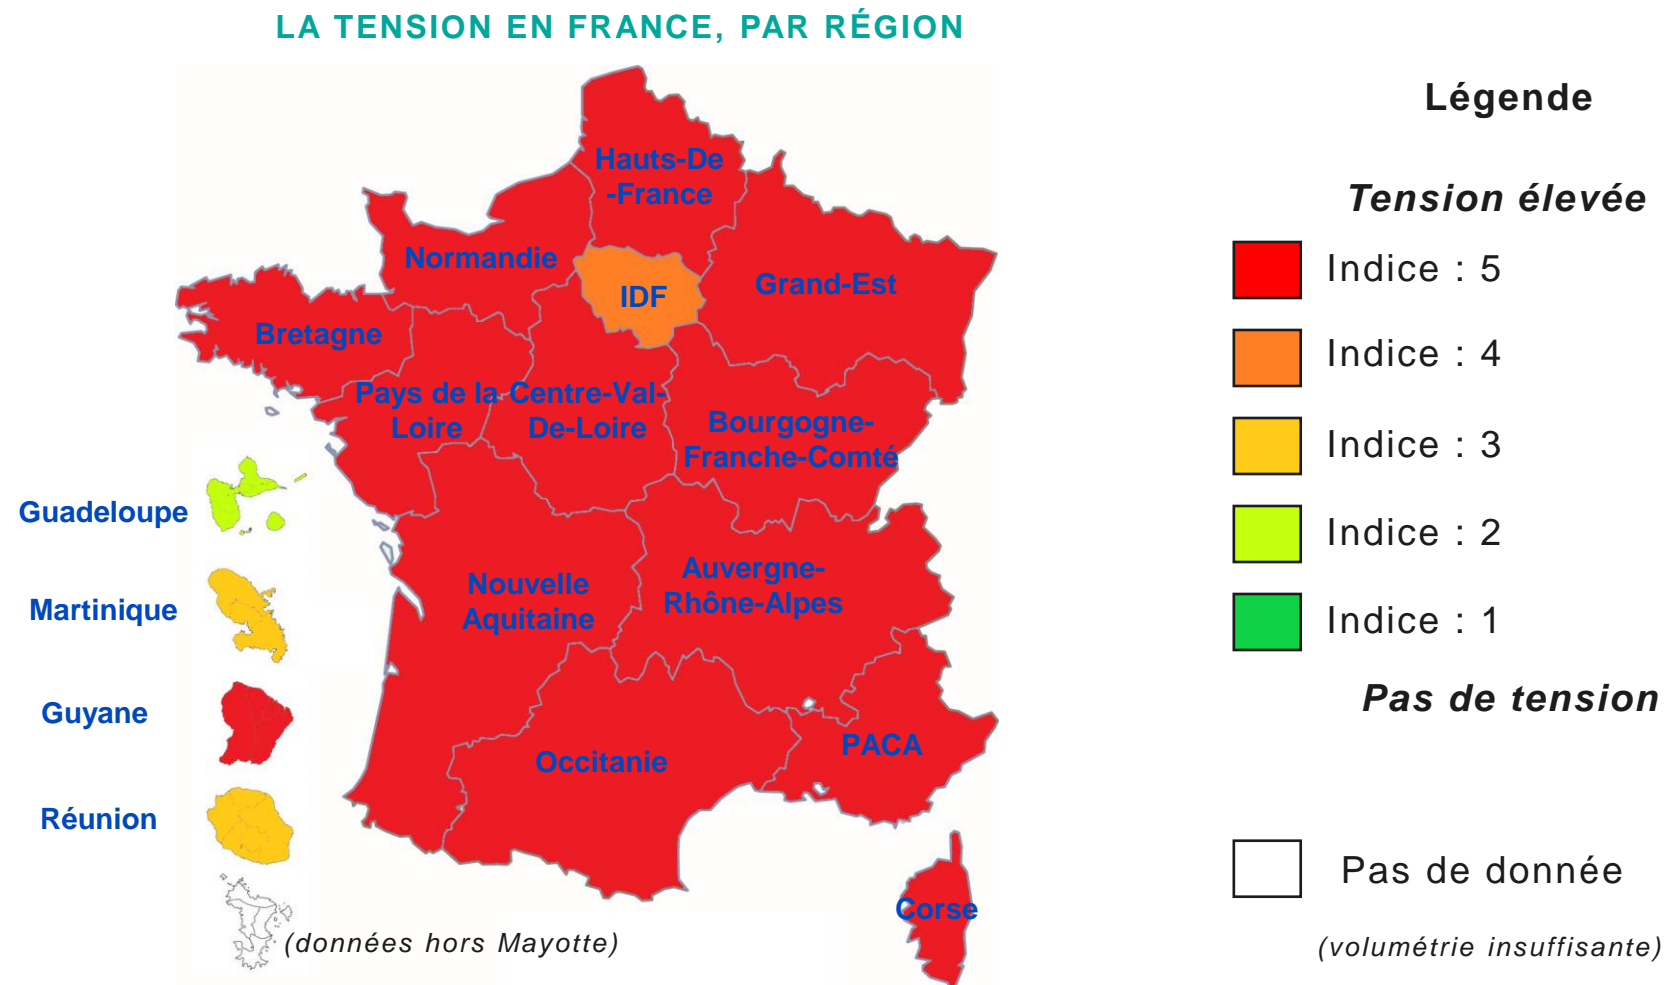 LA TENSION EN FRANCE, PAR RÉGION
Légende
Tension élevée
Indice : 5
Indice : 4
Indice : 3
Indice : 2
Indice : 1
Pas de tension
Pas de donnée
(volumétrie insuffisante)
Hauts-De
-France
Normandie
IDF
Grand-Est
Bretagne
Pays de la
Loire
Centre-Val-
De-Loire
Bourgogne-
Franche-Comté
Nouvelle
Aquitaine
Auvergne-
Rhône-Alpes
Occitanie
PACA
Corse
Guadeloupe
Martinique
Guyane
Réunion
(données hors Mayotte)